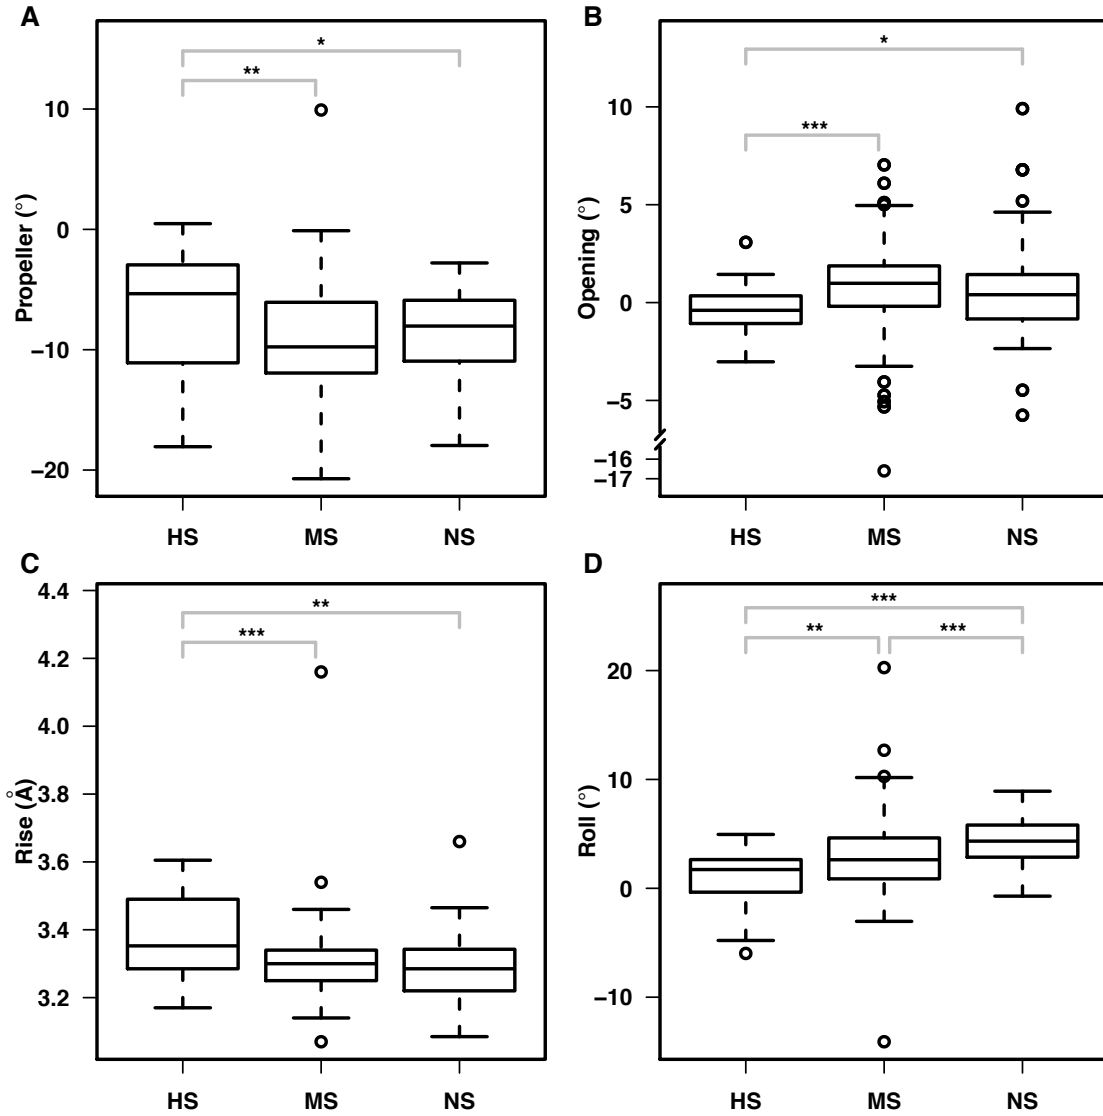 A
*
**
10
0
−10
−20
Propeller (°)
HS MS NS
B
*
***
10
5
0
−5
−16
−17
Opening (°)
HS MS NS
C
**
***
4.4
4.2
4.0
3.8
3.6
3.4
3.2
Rise (Å)
HS MS NS
D
***
** ***
20
10
0
−10
Roll (°)
HS MS NS